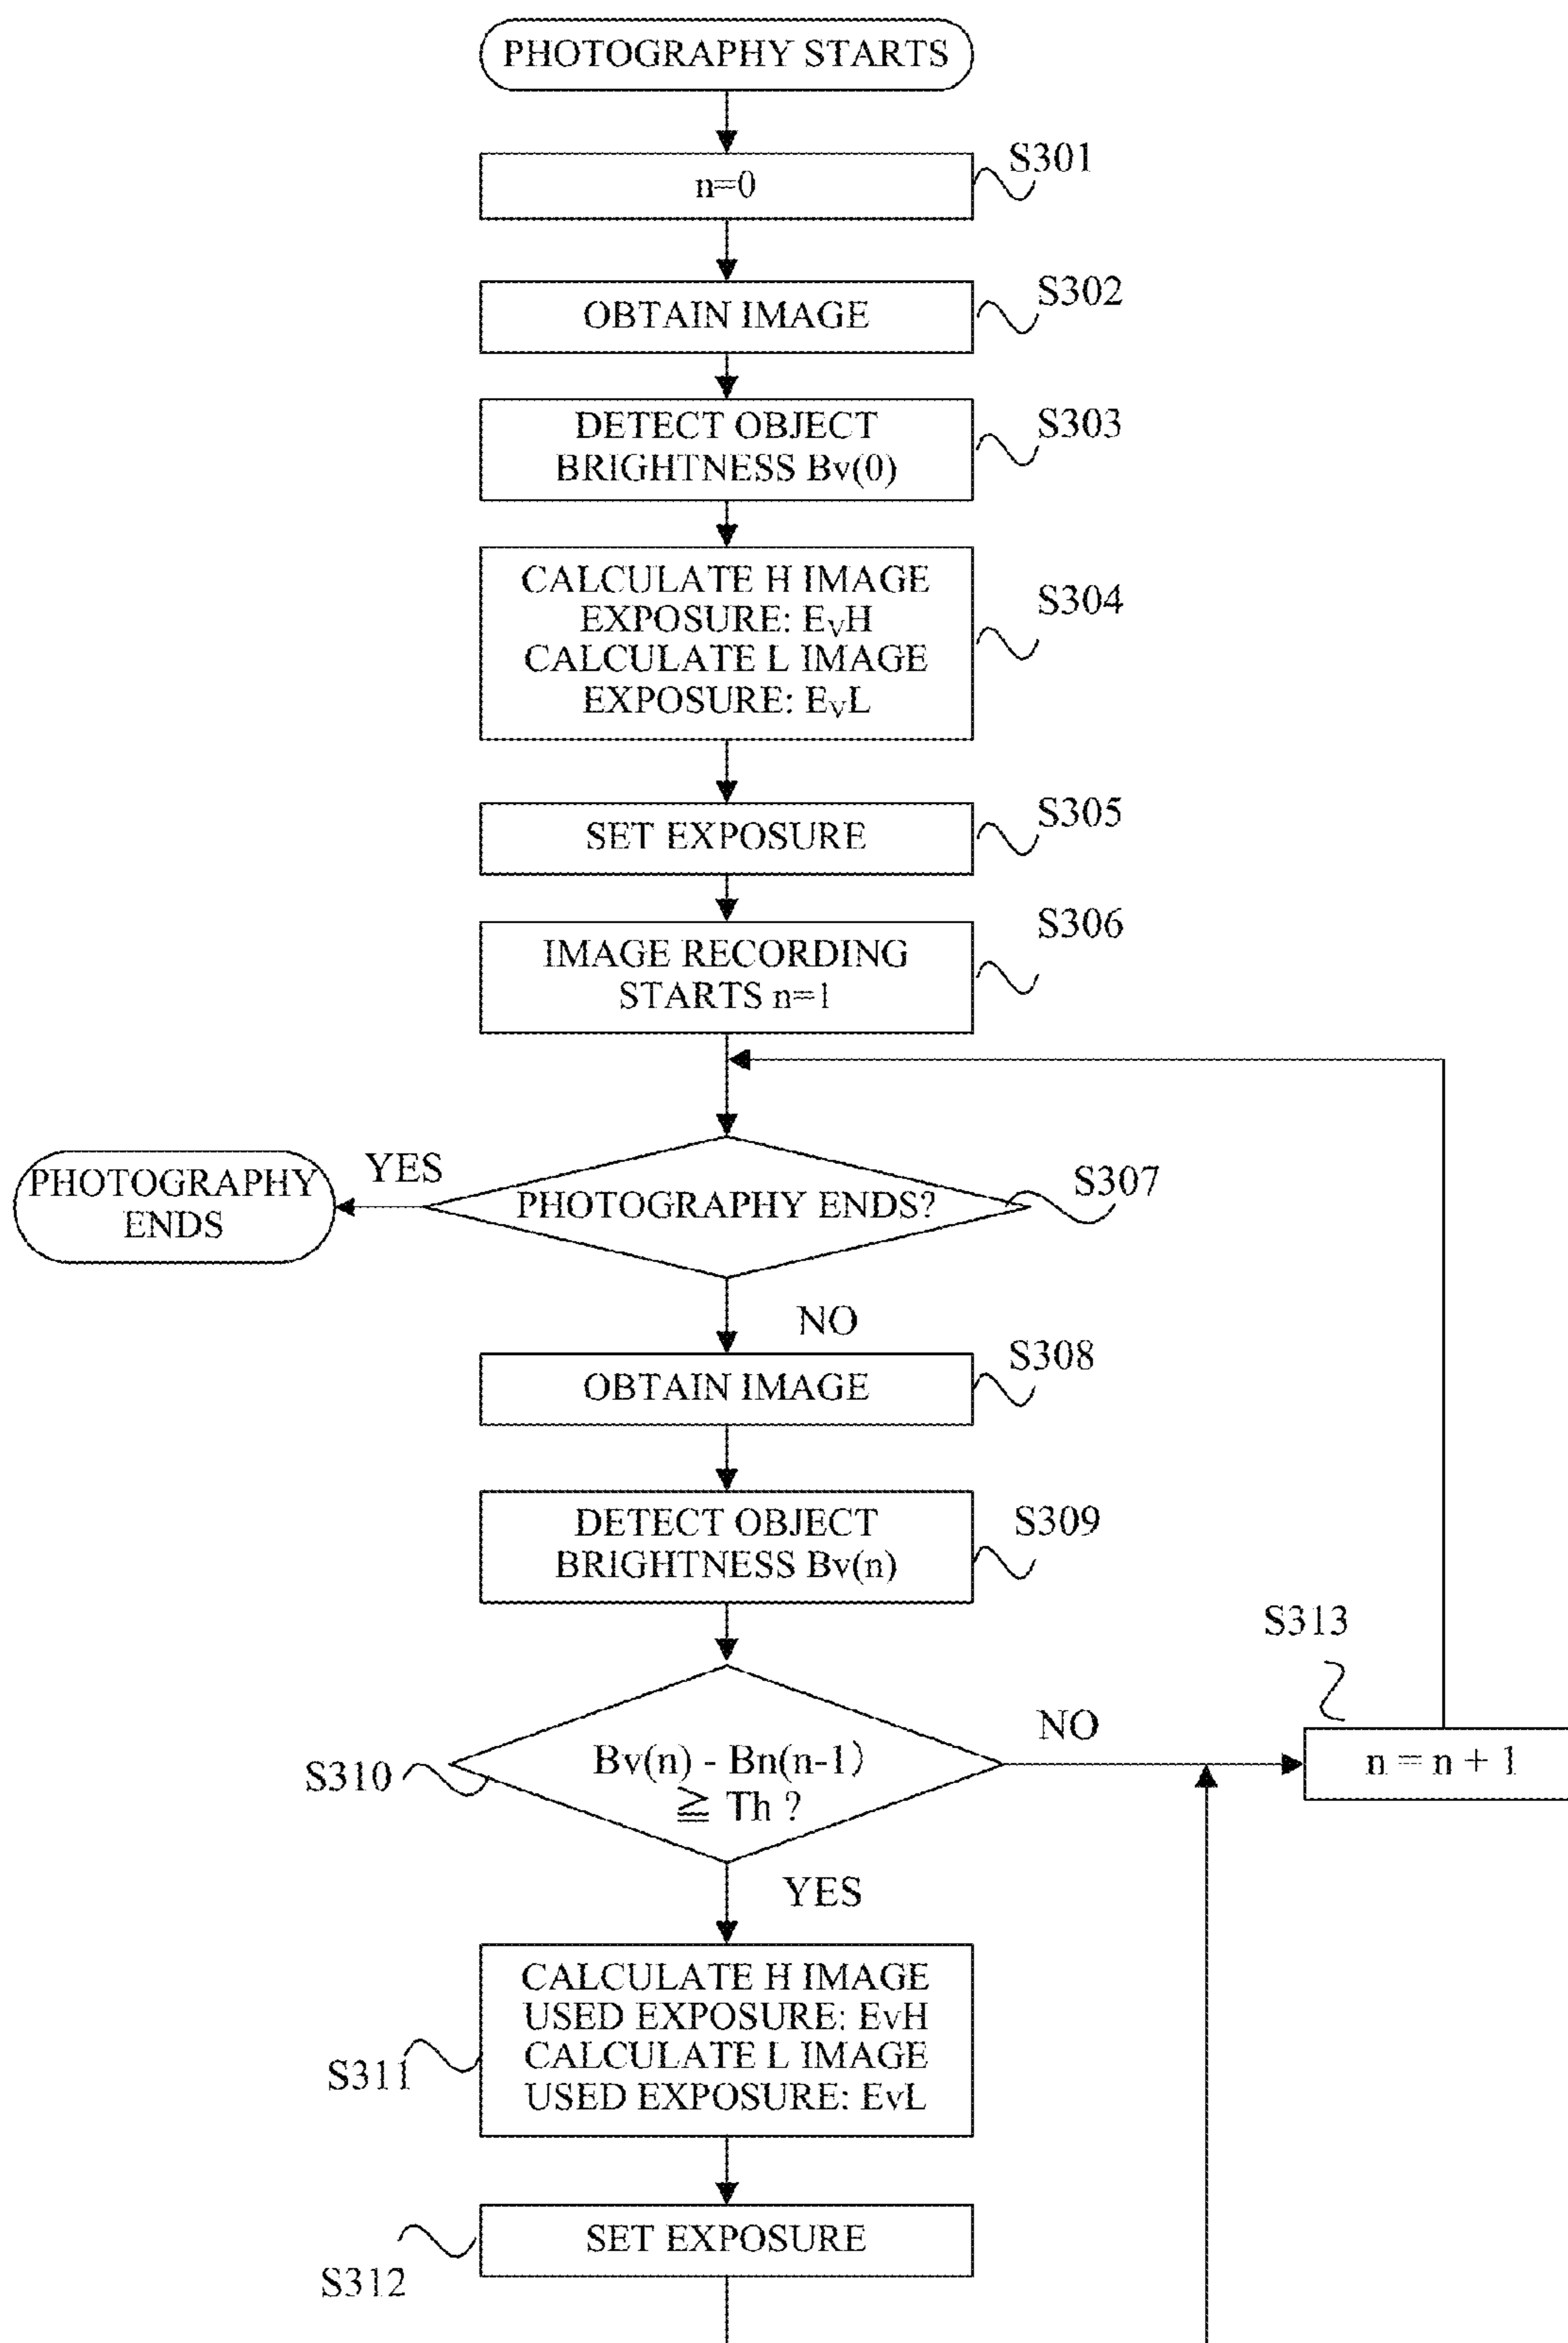 PHOTOGRAPHY STARTS
n=0
S301
OBTAIN IMAGE
S302
DETECT OBJECT
BRIGHTNESS Bv(0)
S303
CALCULATE H IMAGE
EXPOSURE: EvH
CALCULATE L IMAGE
EXPOSURE: EvL
S304
SET EXPOSURE
S305
IMAGE RECORDING
STARTS n=1
S306
PHOTOGRAPHY
ENDS
YES
PHOTOGRAPHY ENDS?
S307
NO
OBTAIN IMAGE
S308
DETECT OBJECT
BRIGHTNESS Bv(n)
S309
S310
Bv(n) - Bn(n-1)
≧ Th ?
NO
S313
n = n + 1
YES
CALCULATE H IMAGE
USED EXPOSURE: EvH
CALCULATE L IMAGE
USED EXPOSURE: EvL
S311
SET EXPOSURE
S312